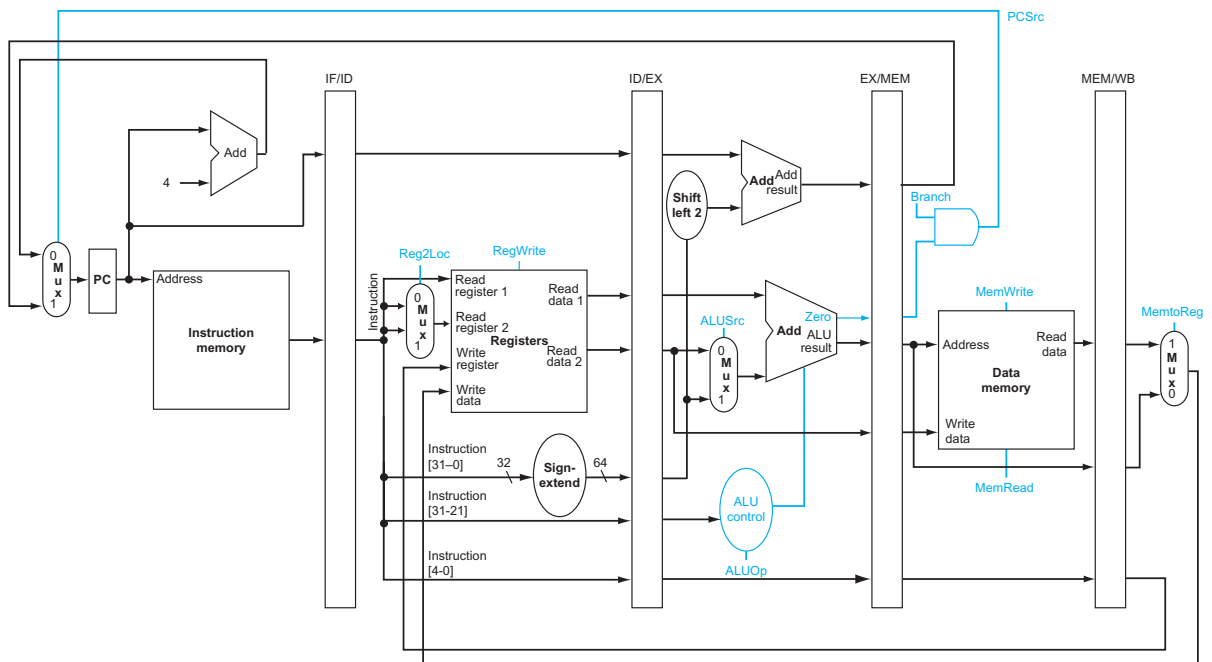 PCSrc
IF/ID
ID/EX
EX/MEM
MEM/WB
Add
4
Add
Add
result
Shift
left 2
Branch
0
M
u
x
1
PC
Address
Instruction
memory
Instruction
Reg2Loc
0
M
u
x
1
RegWrite
Read
register 1
Read
data 1
Read
register 2
Registers
Write
register
Read
data 2
Write
data
ALUSrc
0
M
u
x
1
Zero
Add
ALU
result
MemWrite
Address
Read
data
Data
memory
Write
data
MemRead
MemtoReg
1
M
u
x
0
Instruction
[31–0]
32
Sign-
extend
64
Instruction
[31-21]
ALU
control
Instruction
[4-0]
ALUOp